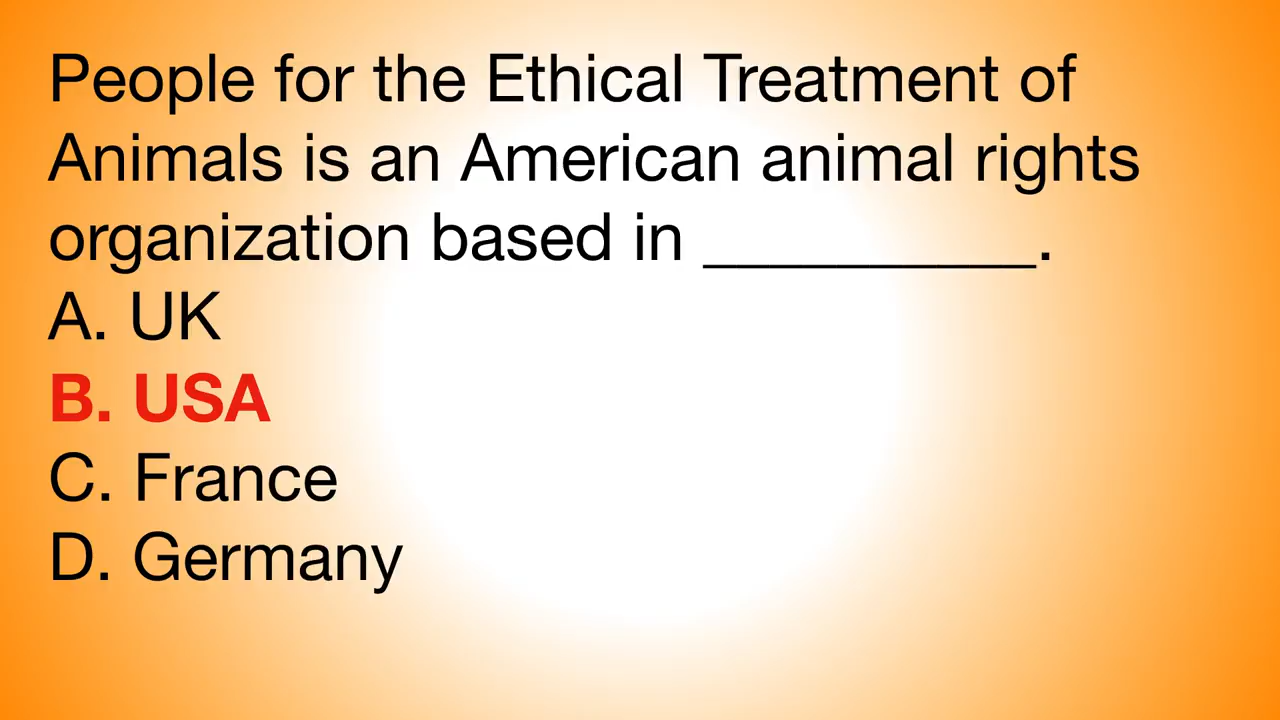 People for the Ethical Treatment of
Animals is an American animal rights
organization based in __________.
A. UK
B. USA
C. France
D. Germany